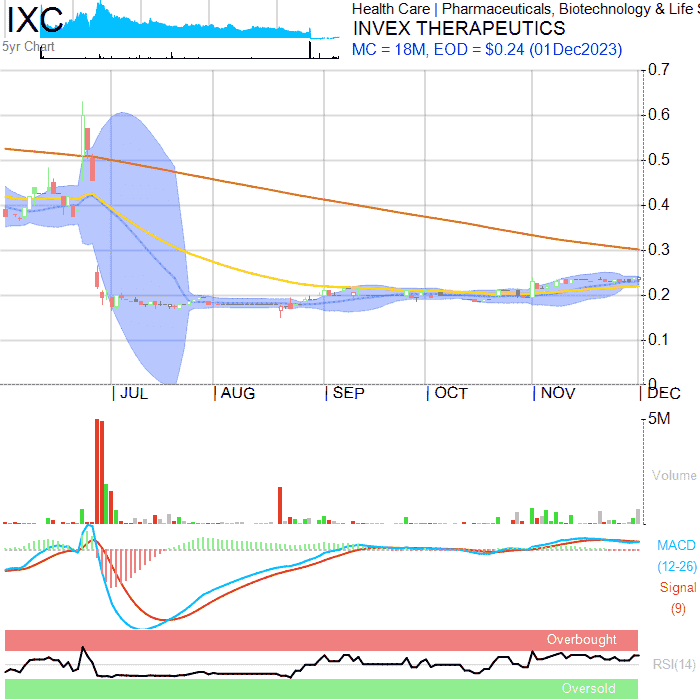 IXC
5yr Chart
Health Care | Pharmaceuticals, Biotechnology & Life S
INVEX THERAPEUTICS
MC = 18M, EOD = $0.24 (01Dec2023)
0.7
0.6
0.5
0.4
0.3
0.2
0.1
0
JUL AUG SEP OCT NOV DEC
5M
Volume
MACD
(12-26)
Signal
(9)
Overbought
RSI(14)
Oversold